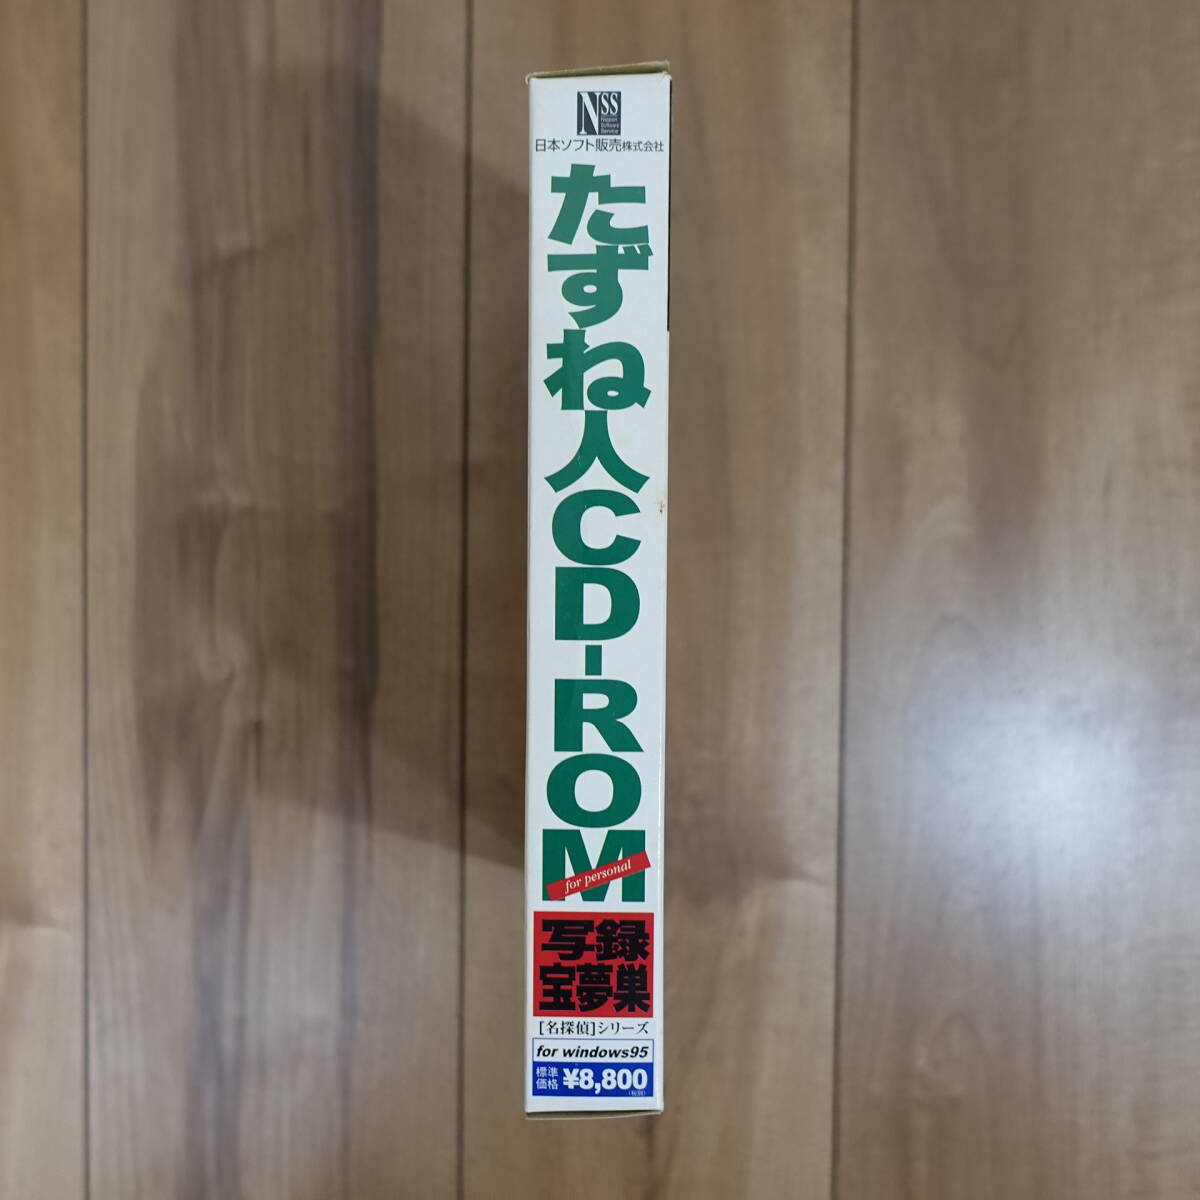 NSS
Nippon
Software
Service
日本ソフト販売株式会社
たずね人CD-ROM
for personal
写録
宝夢巣
[名探偵]シリーズ
for windows95
標準
価格 ¥8,800
(税別)